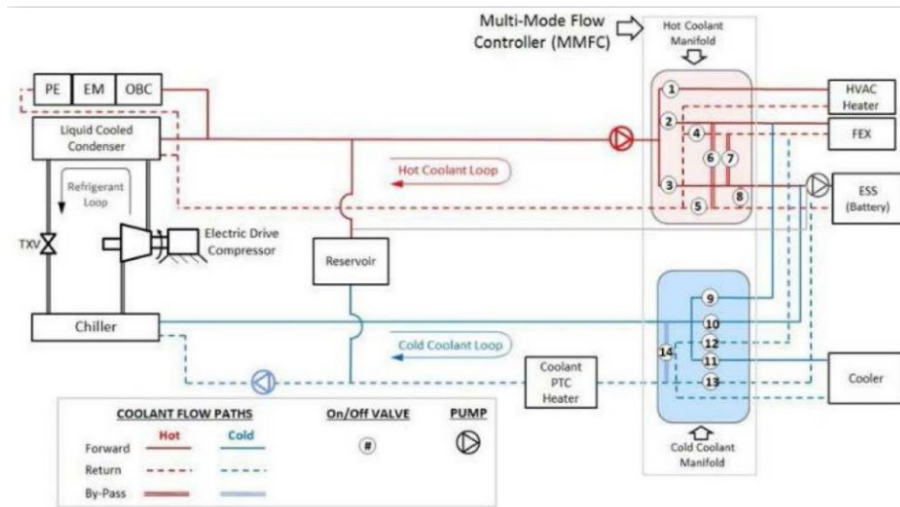 Multi-Mode Flow
Controller (MMFC)
Hot Coolant
Manifold
PE EM OBC
HVAC
Heater
FEX
ESS
(Battery)
1
2
4
6
7
3
5
8
Liquid Cooled
Condenser
Hot Coolant Loop
Refrigerant
Loop
TXV
Electric Drive
Compressor
Reservoir
Chiller
9
10
12
14
11
13
Cold Coolant Loop
Coolant
PTC
Heater
Cooler
Cold Coolant
Manifold
COOLANT FLOW PATHS
On/Off VALVE
PUMP
Hot Cold
Forward
#
Return
By-Pass